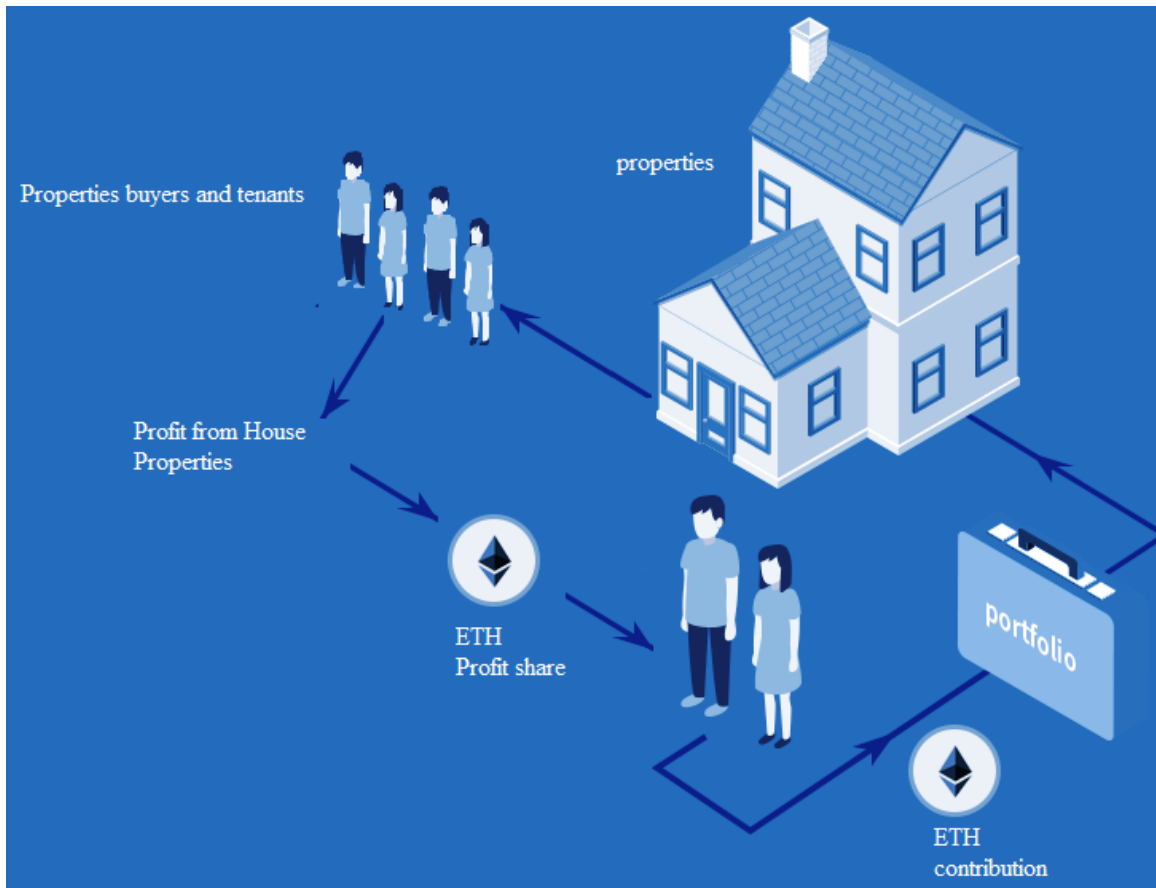 properties
Properties buyers and tenants
Profit from House
Properties
ETH
Profit share
portfolio
ETH
contribution